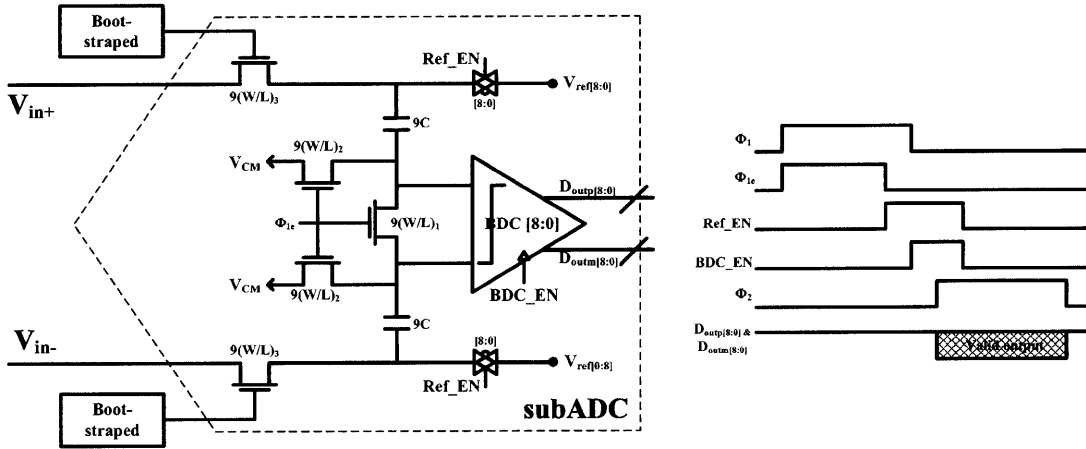 Boot-
straped
Ref_EN
V_in+
9(W/L)_3
[8:0]
V_ref[8:0]
9C
9(W/L)_2
V_CM
D_outp[8:0]
Φ_1e
9(W/L)_1
BDC [8:0]
V_CM
9(W/L)_2
D_outm[8:0]
BDC_EN
9C
V_in-
9(W/L)_3
[8:0]
V_ref[0:8]
Ref_EN
Boot-
straped
subADC
Φ_1
Φ_1e
Ref_EN
BDC_EN
Φ_2
D_outp[8:0] &
D_outm[8:0]
Valid output